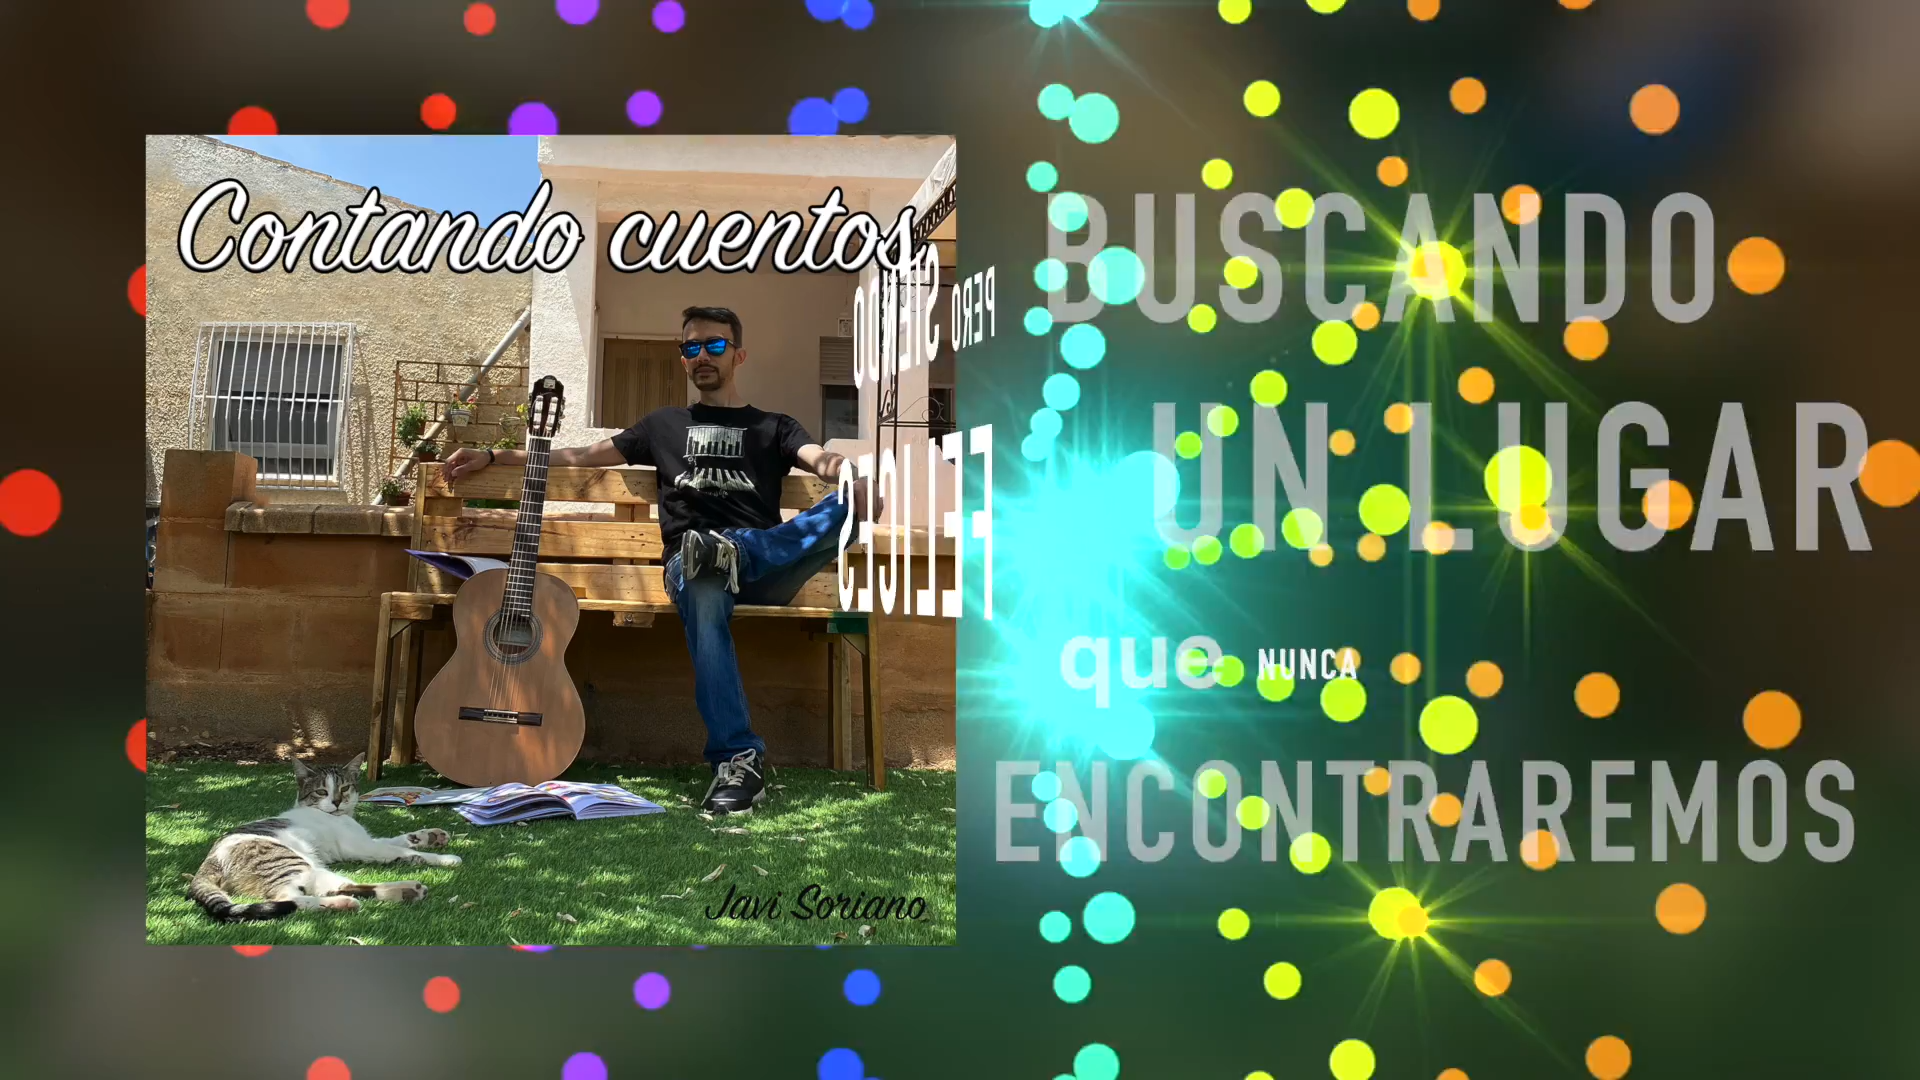 Contando cuentos
PERO SIENDO
FELICES
Javi Soriano
BUSCANDO
UN LUGAR
que NUNCA
ENCONTRAREMOS